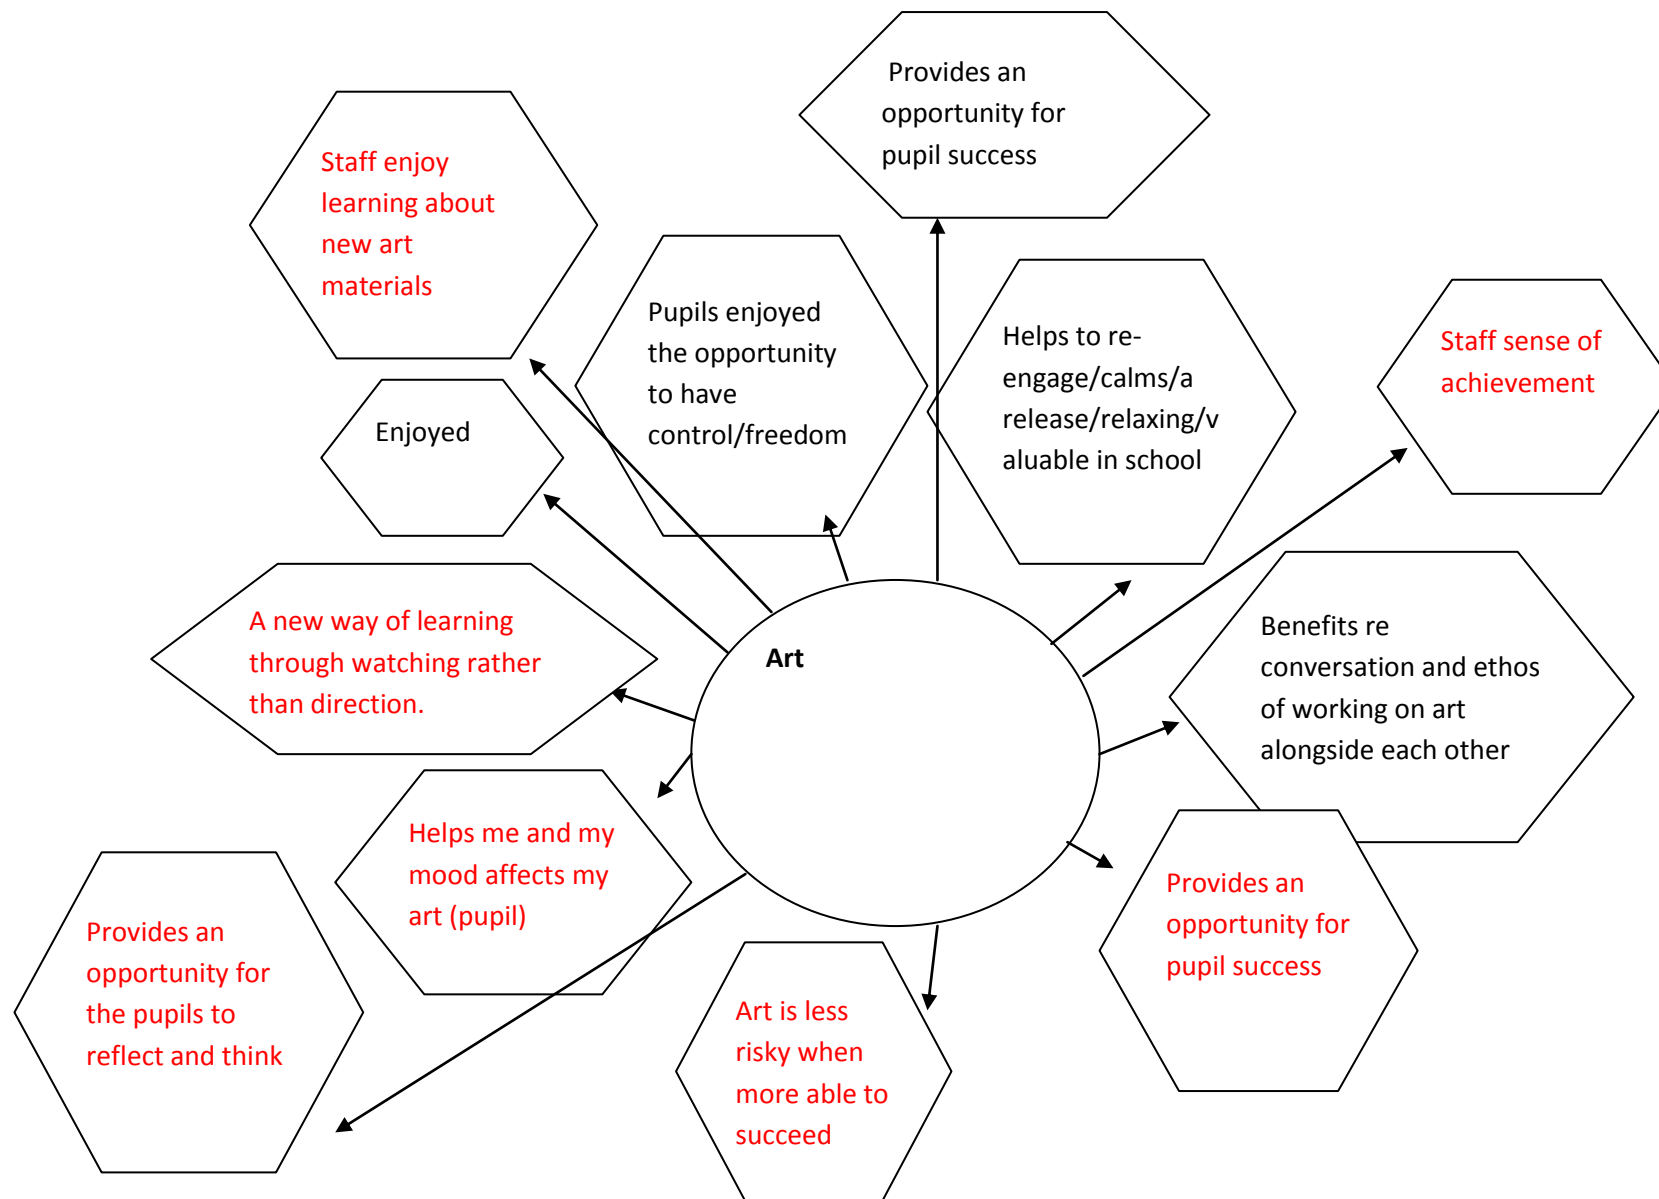 Provides an
opportunity for
pupil success
Staff enjoy
learning about
new art
materials
Pupils enjoyed
the opportunity
to have
control/freedom
Helps to re-
engage/calms/a
release/relaxing/v
aluable in school
Staff sense of
achievement
Enjoyed
A new way of learning
through watching rather
than direction.
Art
Benefits re
conversation and ethos
of working on art
alongside each other
Helps me and my
mood affects my
art (pupil)
Provides an
opportunity for
pupil success
Provides an
opportunity for
the pupils to
reflect and think
Art is less
risky when
more able to
succeed